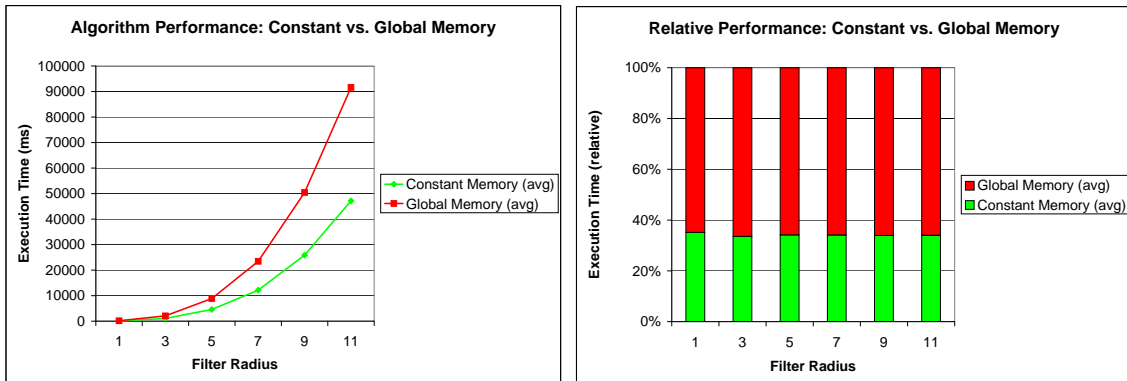 Algorithm Performance: Constant vs. Global Memory
Execution Time (ms)
100000
90000
80000
70000
60000
50000
40000
30000
20000
10000
0
1 3 5 7 9 11
Filter Radius
Constant Memory (avg)
Global Memory (avg)
Relative Performance: Constant vs. Global Memory
Execution Time (relative)
100%
80%
60%
40%
20%
0%
1 3 5 7 9 11
Filter Radius
Global Memory (avg)
Constant Memory (avg)